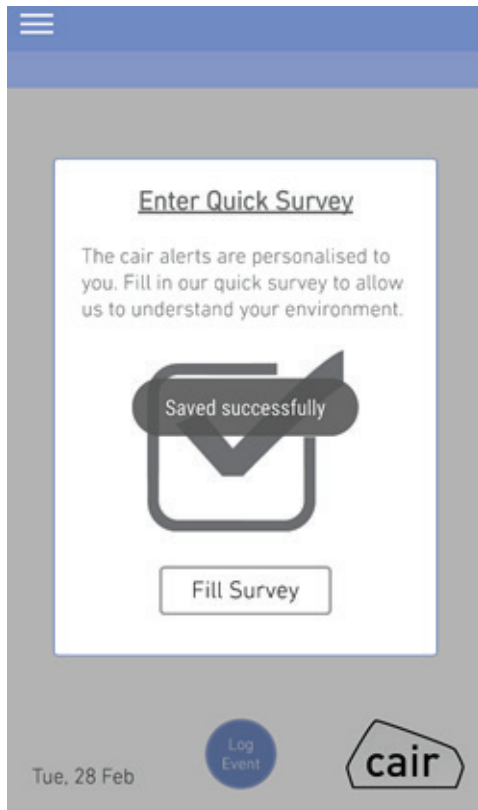 Enter Quick Survey
The cair alerts are personalised to
you. Fill in our quick survey to allow
us to understand your environment.
Saved successfully
Fill Survey
Log
Event
Tue, 28 Feb
cair